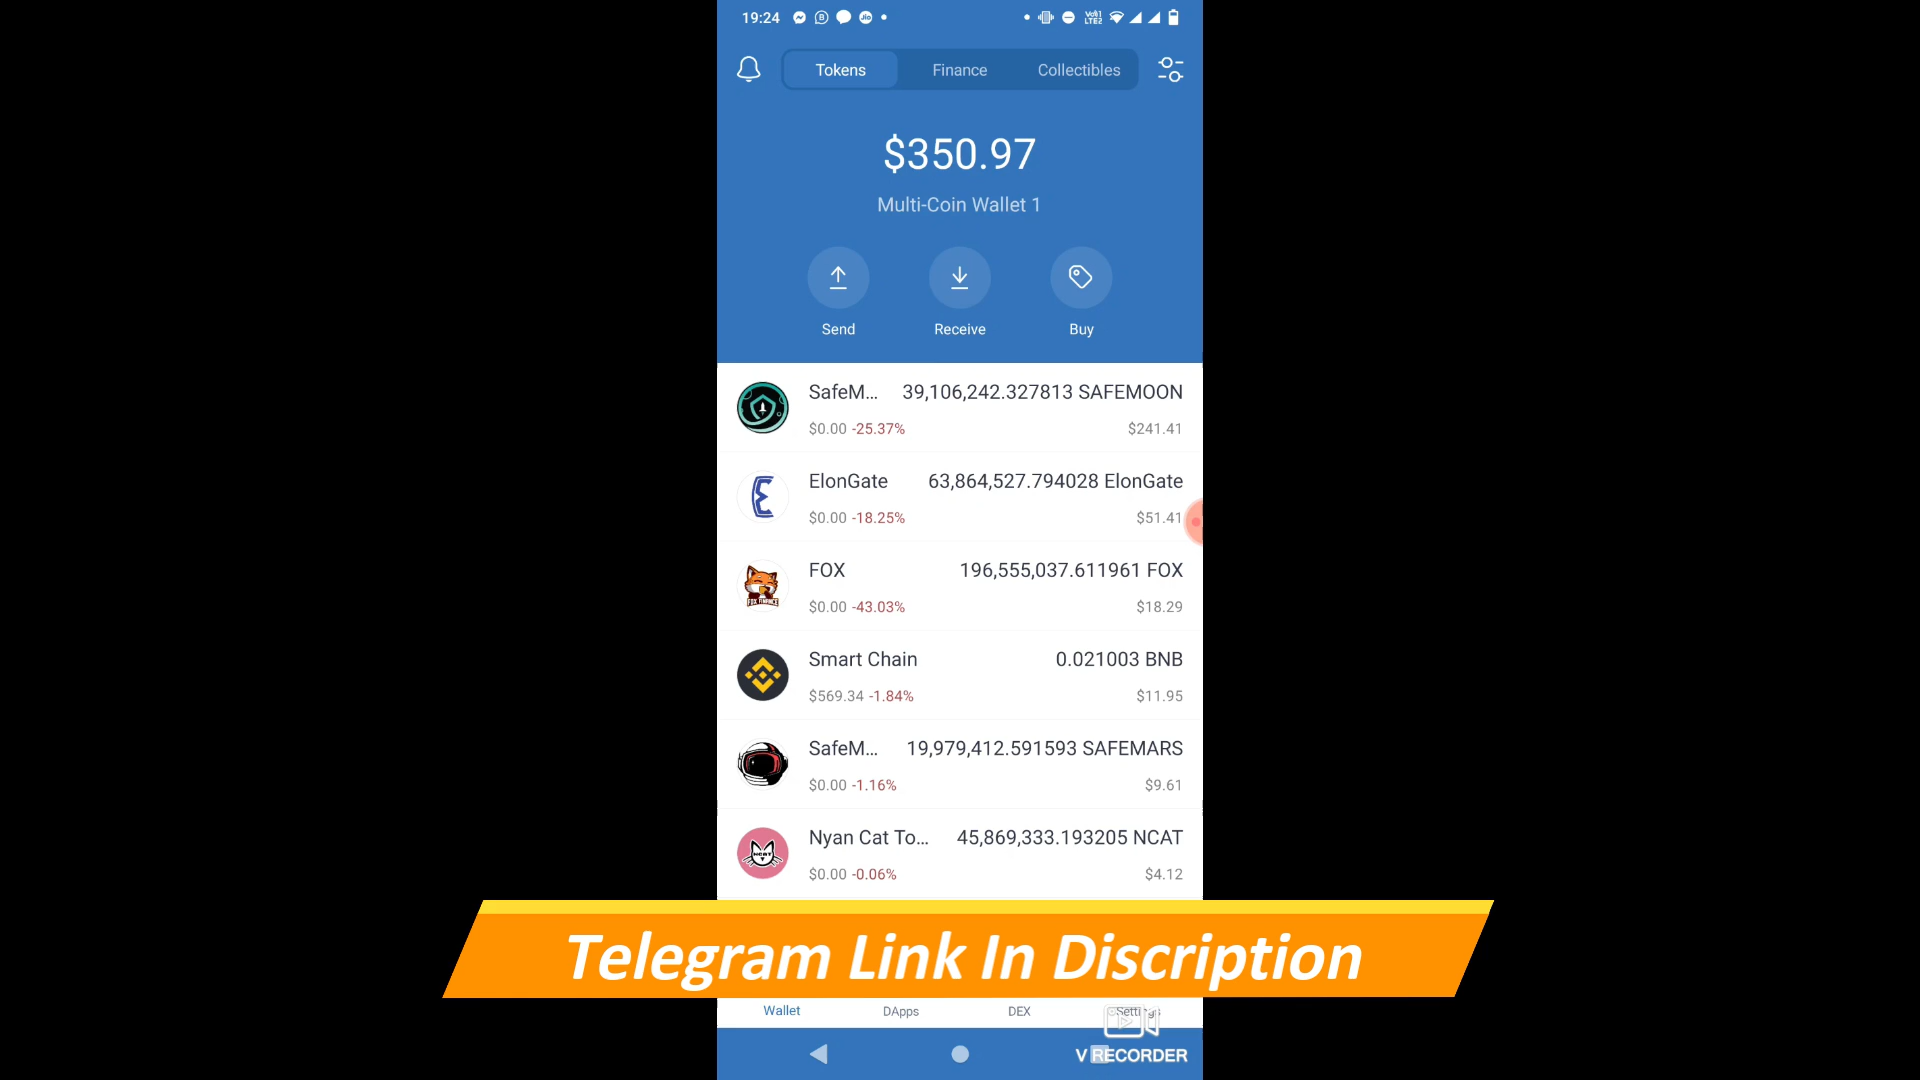 19:24
Tokens Finance Collectibles
$350.97
Multi-Coin Wallet 1
Send Receive Buy
SafeM... 39,106,242.327813 SAFEMOON
$0.00 -25.37% $241.41
ElonGate 63,864,527.794028 ElonGate
$0.00 -18.25% $51.41
FOX 196,555,037.611961 FOX
$0.00 -43.03% $18.29
Smart Chain 0.021003 BNB
$569.34 -1.84% $11.95
SafeM... 19,979,412.591593 SAFEMARS
$0.00 -1.16% $9.61
Nyan Cat To... 45,869,333.193205 NCAT
$0.00 -0.06% $4.12
Telegram Link In Discription
Wallet DApps DEX Settings
V RECORDER